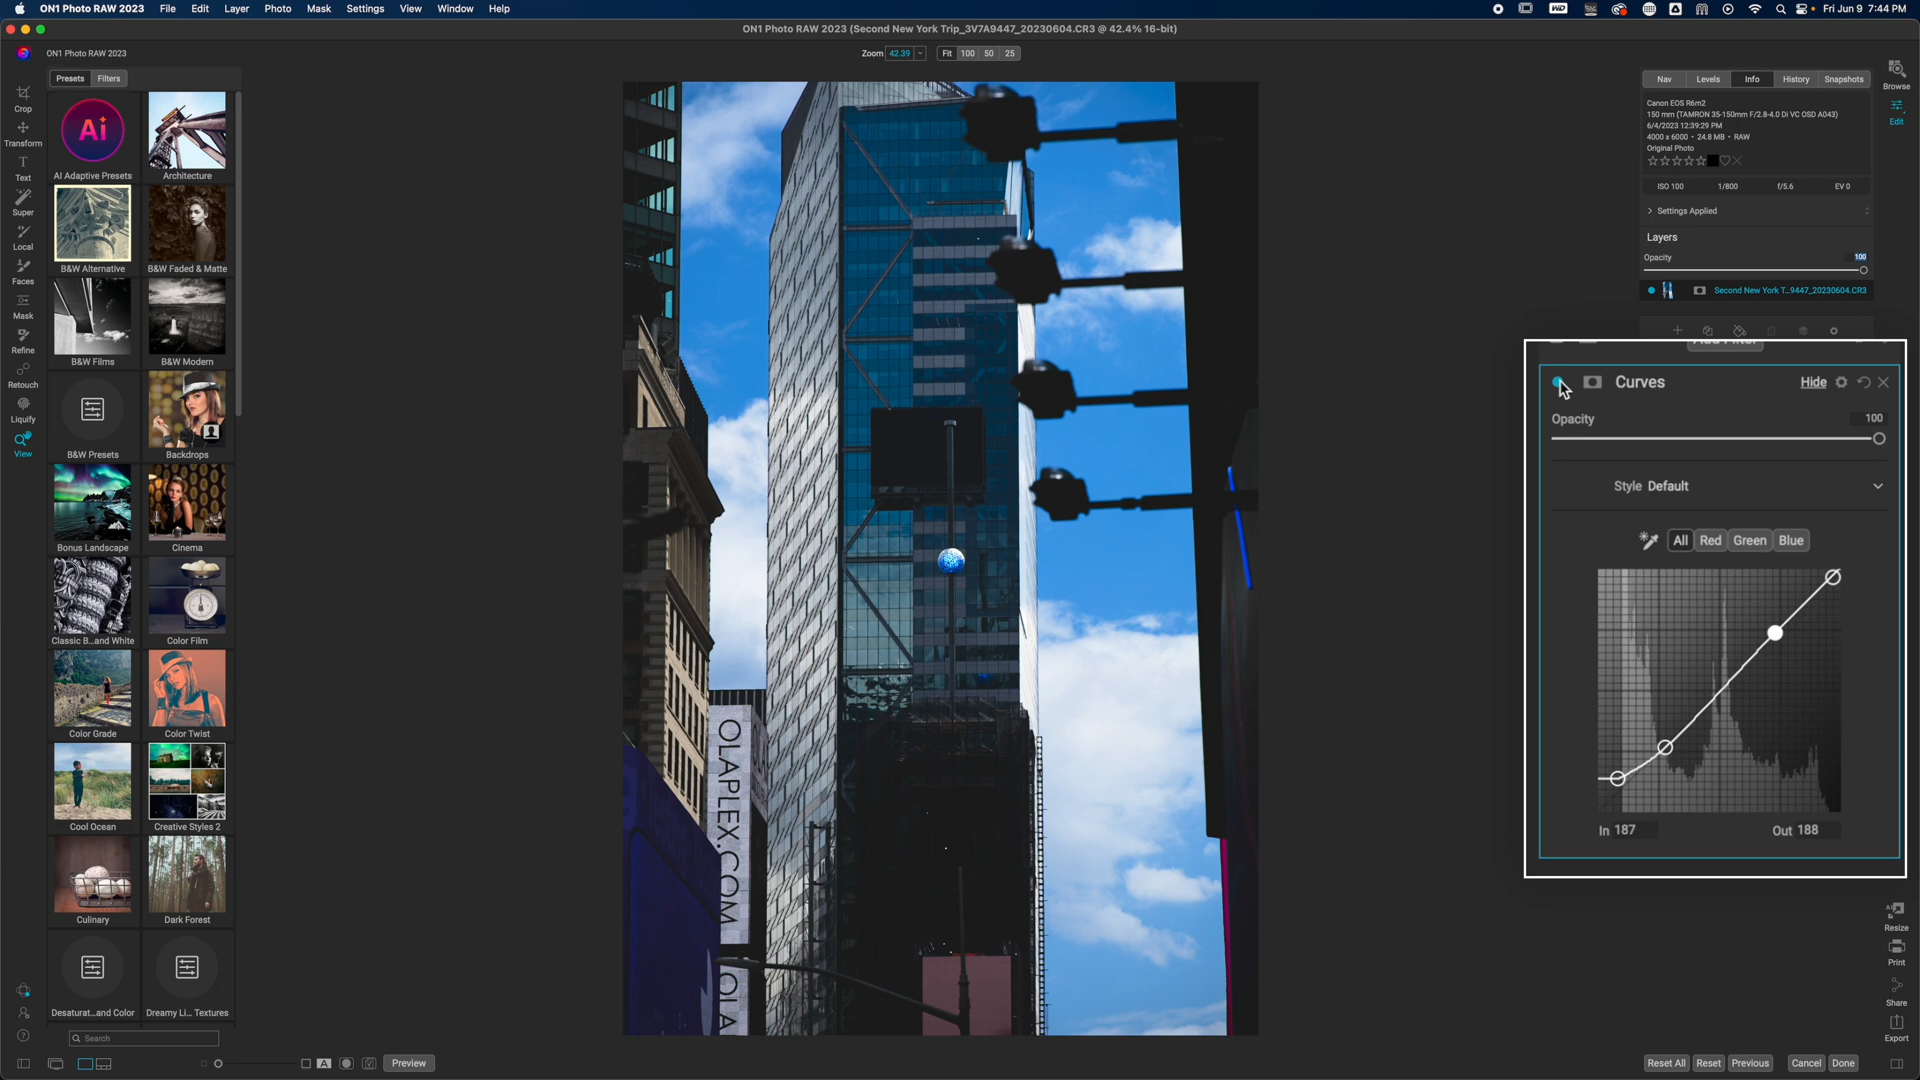 ON1 Photo RAW 2023 File Edit Layer Photo Mask Settings View Window Help
Fri Jun 9 7:44 PM
ON1 Photo RAW 2023 (Second New York Trip_3V7A9447_20230604.CR3 @ 42.4% 16-bit)
ON1 Photo RAW 2023
Zoom 42.39 Fit 100 50 25
Presets Filters
Nav Levels Info History Snapshots
Browse
Edit
Crop
Transform
Text
Super
Local
Faces
Mask
Refine
Retouch
Liquify
View
Ai
AI Adaptive Presets Architecture
B&W Alternative B&W Faded & Matte
B&W Films B&W Modern
B&W Presets Backdrops
Bonus Landscape Cinema
Classic B...and White Color Film
Color Grade Color Twist
Cool Ocean Creative Styles 2
Culinary Dark Forest
Desaturat...and Color Dreamy Li... Textures
Search
A
Preview
OLAPLEX.COM
OLA
Canon EOS R6m2
150 mm (TAMRON 35-150mm F/2.8-4.0 Di VC OSD A043)
6/4/2023 12:39:29 PM
4000 x 6000 • 24.8 MB • RAW
Original Photo
ISO 100 1/800 f/5.6 EV 0
Settings Applied
Layers
Opacity 100
Second New York T...9447_20230604.CR3
Add Filter
Curves Hide
Opacity 100
Style Default
All Red Green Blue
In 187 Out 188
AI
Resize
Print
Share
Export
Reset All Reset Previous Cancel Done